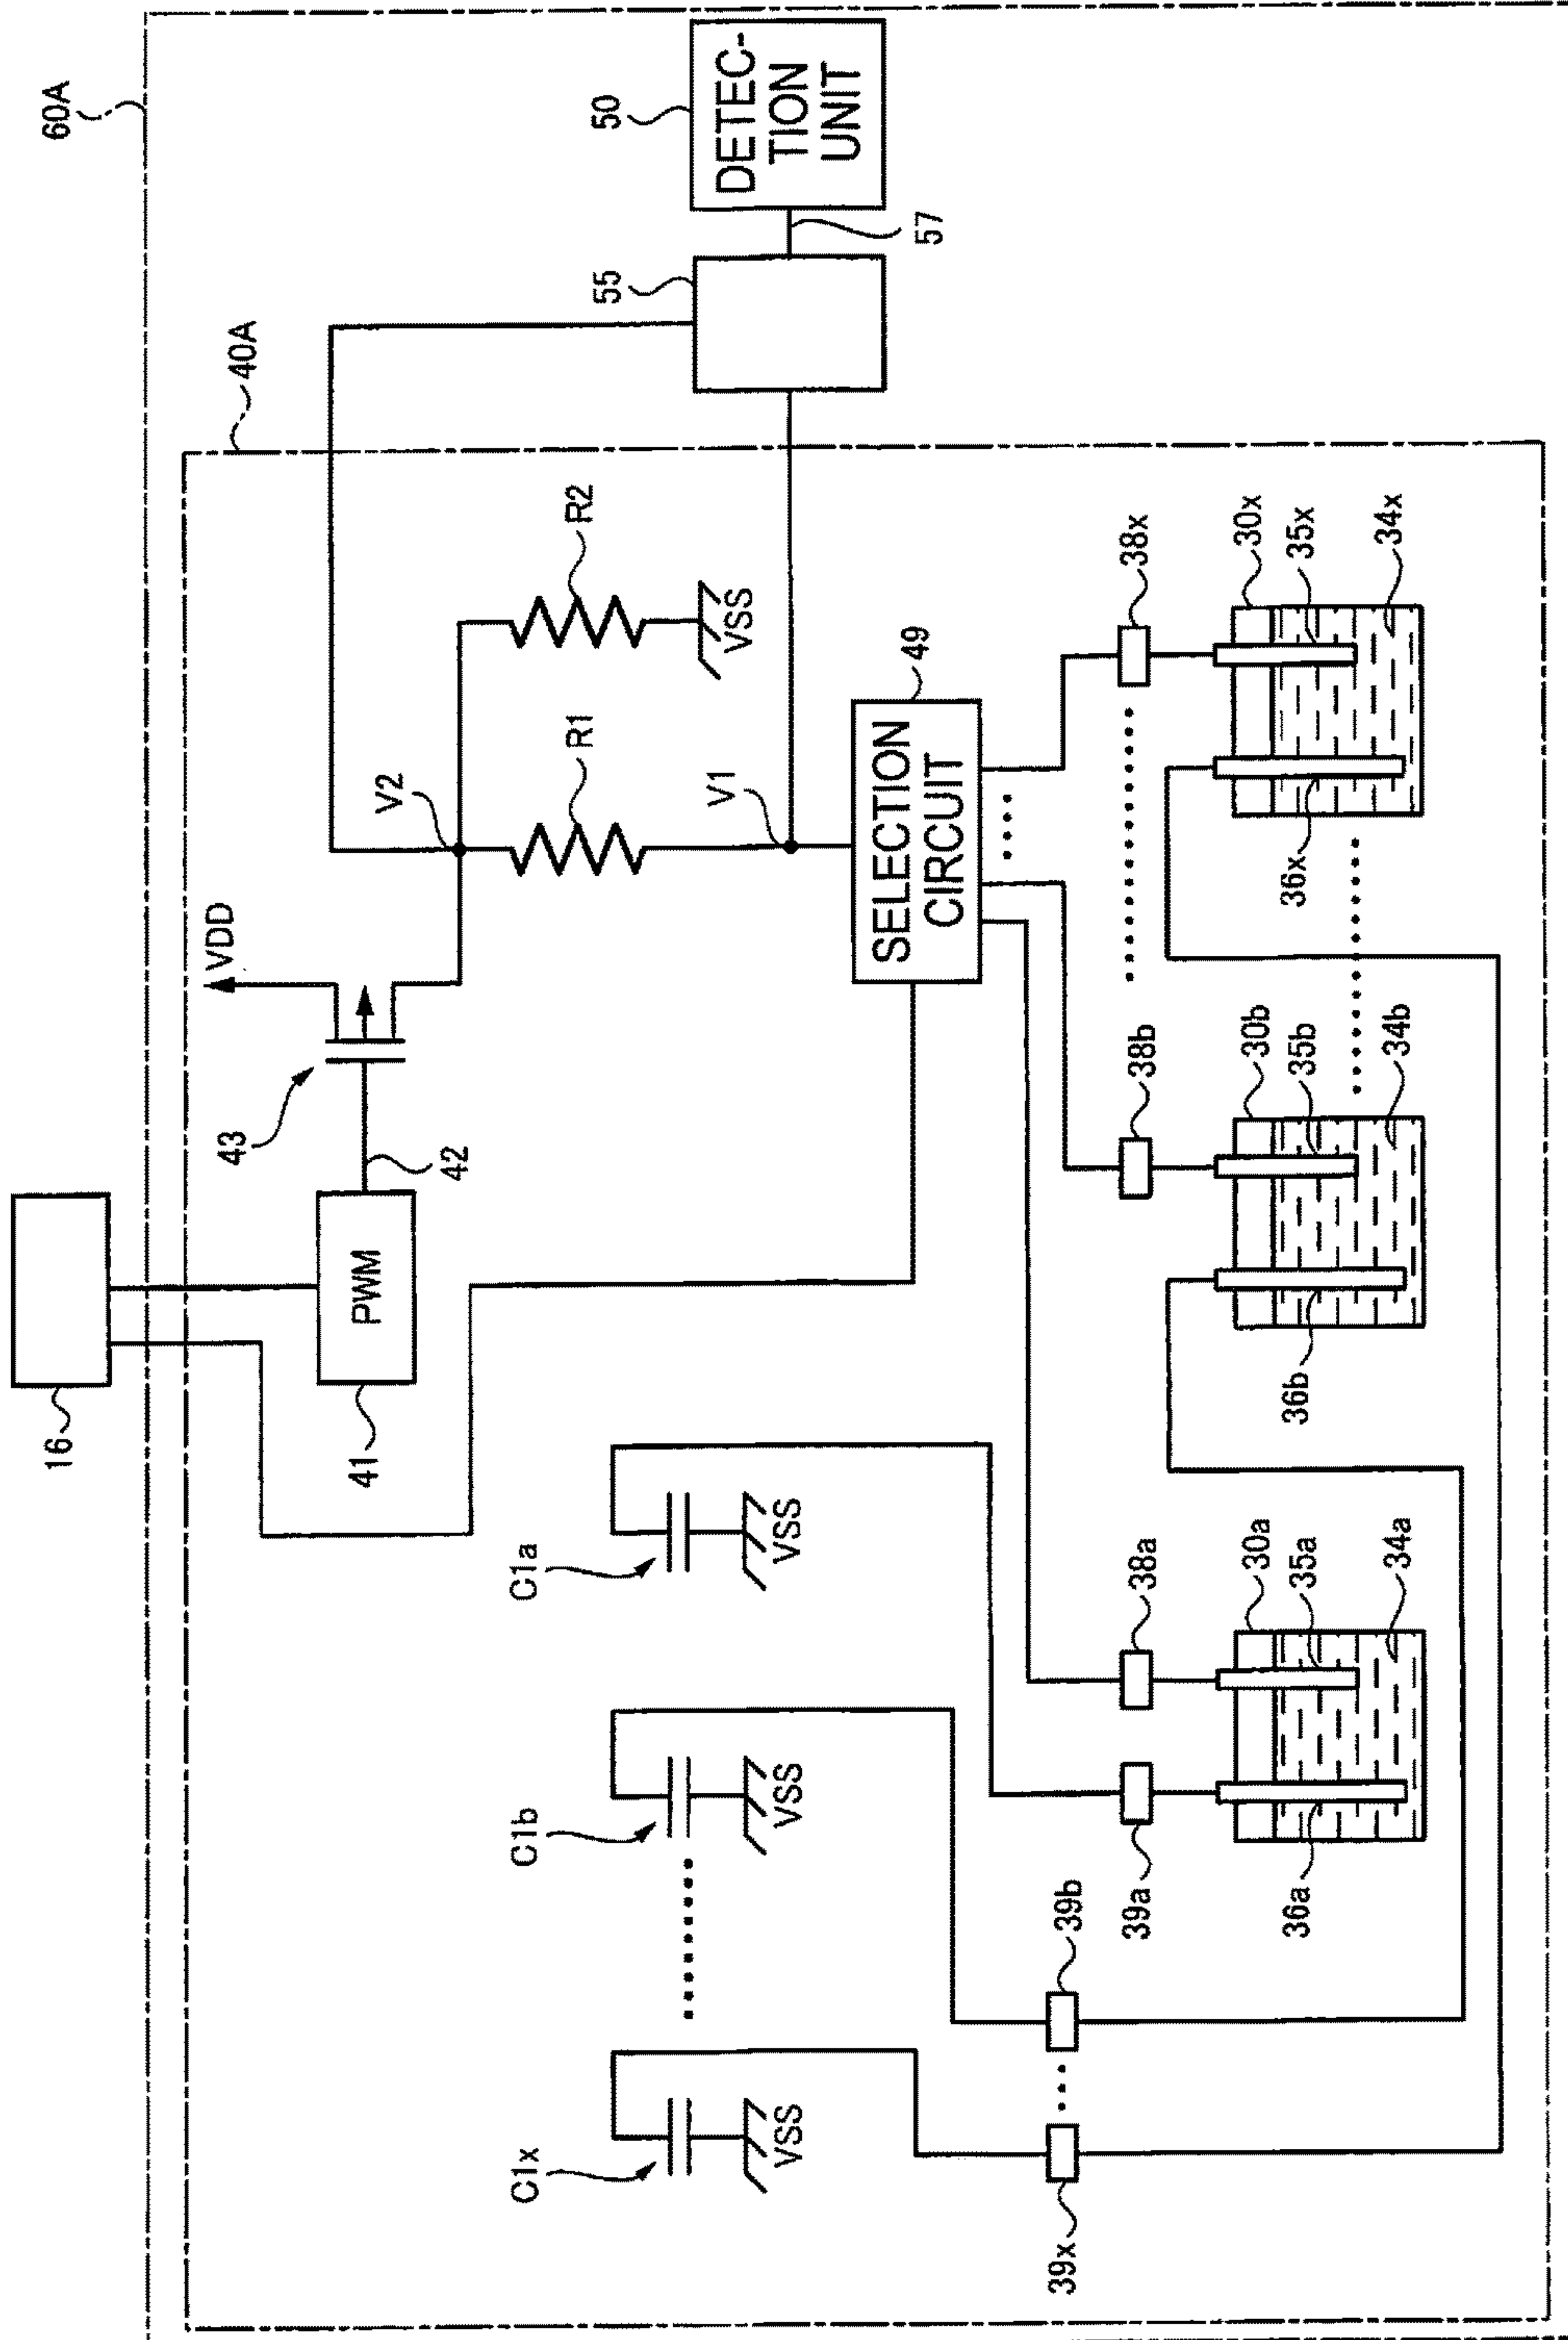 60A
16
40A
41
PWM
42
43
VDD
V2
R1
R2
VSS
V1
55
57
50
DETEC-
TION
UNIT
C1x
VSS
C1b
VSS
C1a
VSS
49
SELECTION
CIRCUIT
39x
39b
39a
38a
38b
38x
30a
35a
34a
36a
30b
35b
34b
36b
30x
35x
34x
36x